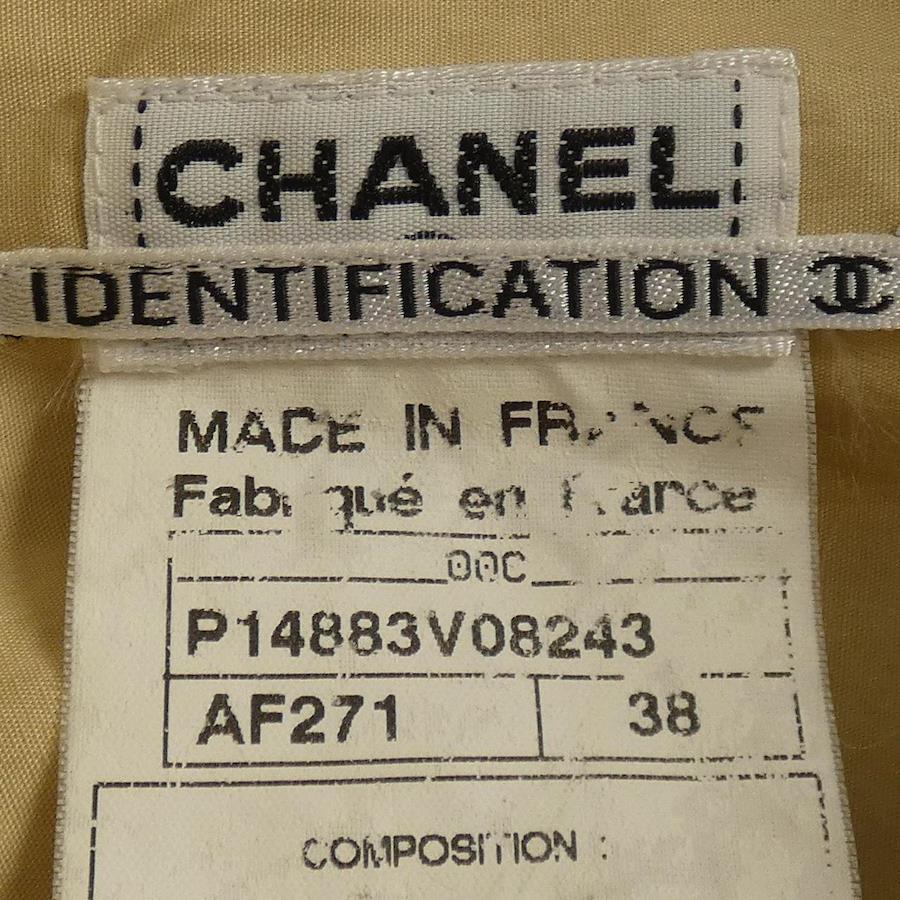 CHANEL
IDENTIFICATION
MADE IN FRANCE
Fabriqué en France
00C
P14883V08243
AF271 38
COMPOSITION :